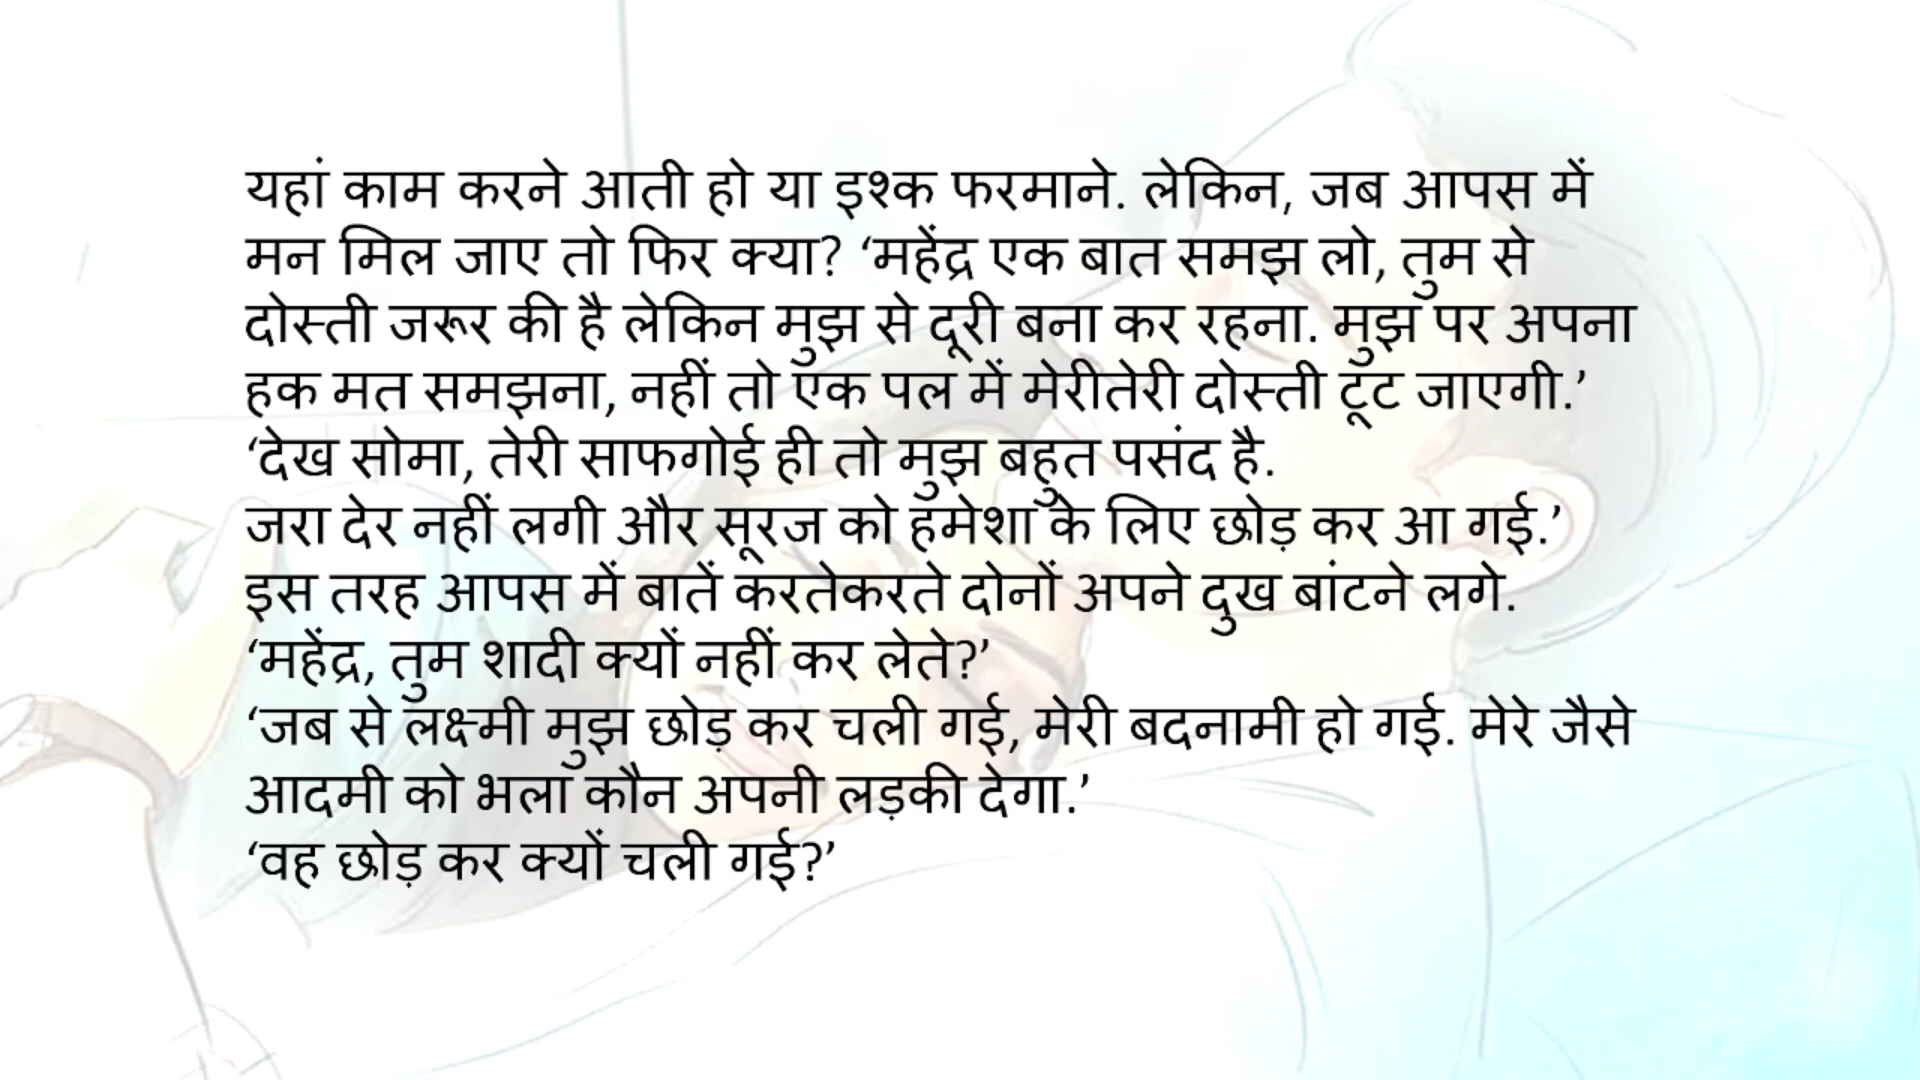 यहां काम करने आती हो या इश्क फरमाने. लेकिन, जब आपस में
मन मिल जाए तो फिर क्या? ‘महेंद्र एक बात समझ लो, तुम से
दोस्ती जरूर की है लेकिन मुझ से दूरी बना कर रहना. मुझ पर अपना
हक मत समझना, नहीं तो एक पल में मेरीतेरी दोस्ती टूट जाएगी.’
‘देख सोमा, तेरी साफगोई ही तो मुझ बहुत पसंद है.
जरा देर नहीं लगी और सूरज को हमेशा के लिए छोड़ कर आ गई.’
इस तरह आपस में बातें करतेकरते दोनों अपने दुख बांटने लगे.
‘महेंद्र, तुम शादी क्यों नहीं कर लेते?’
‘जब से लक्ष्मी मुझ छोड़ कर चली गई, मेरी बदनामी हो गई. मेरे जैसे
आदमी को भला कौन अपनी लड़की देगा.’
‘वह छोड़ कर क्यों चली गई?’